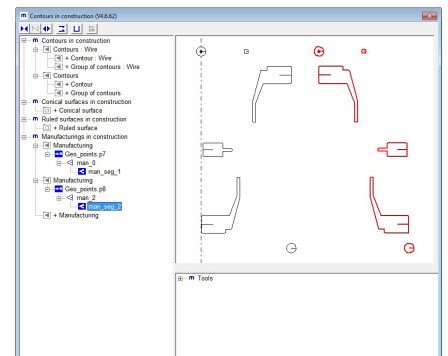 Contours in construction (V4.6.62)
m Contours in construction
Contours : Wire
+ Contour : Wire
+ Group of contours : Wire
Contours
+ Contour
+ Group of contours
m Conical surfaces in construction
+ Conical surface
m Ruled surfaces in construction
+ Ruled surface
m Manufacturings in construction
Manufacturing
Geo_points.p7
man_0
man_seg_1
Manufacturing
Geo_points.p8
man_2
man_seg_2
+ Manufacturing
m Tools